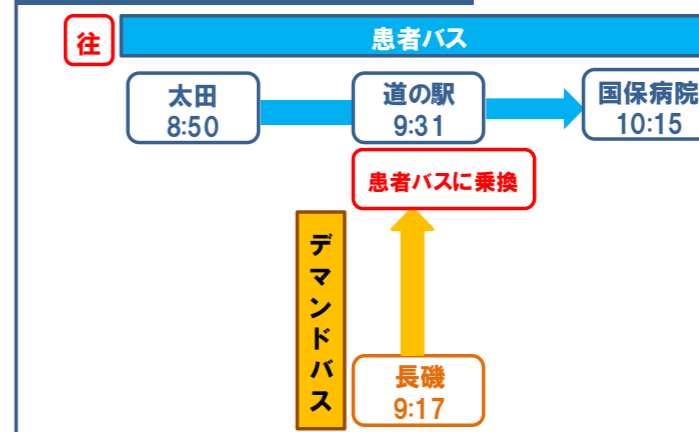 往
患者バス
太田
8:50
道の駅
9:31
国保病院
10:15
患者バスに乗換
デマンドバス
長磯
9:17